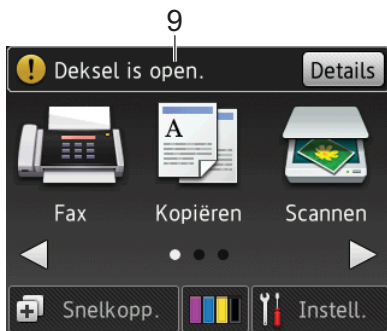 9
! Deksel is open. Details
A
Fax Kopiëren Scannen
Snelkopp. Instell.